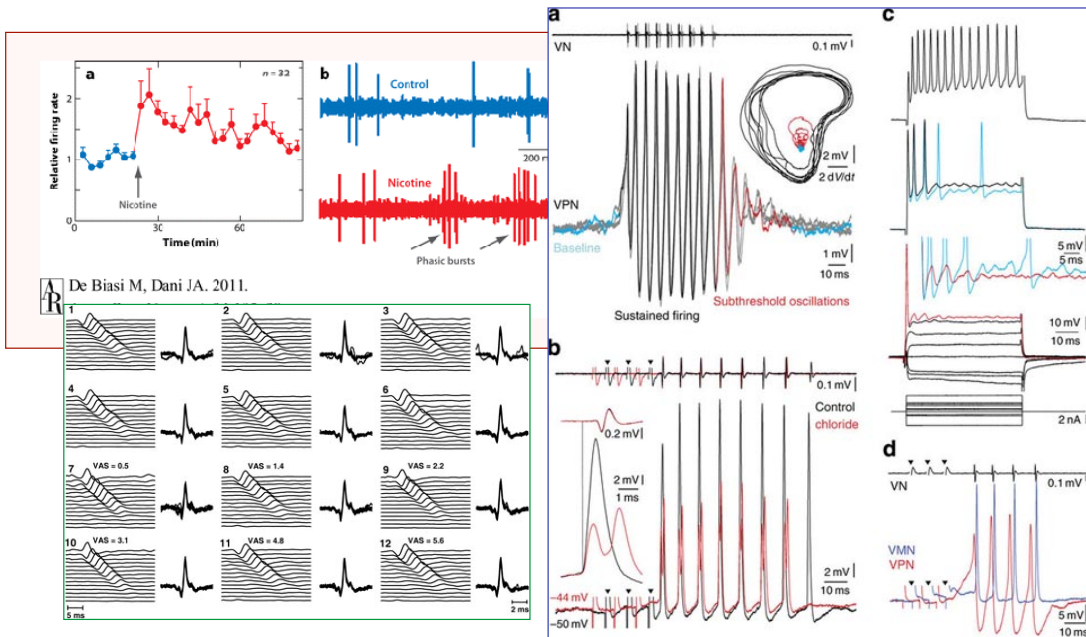 a
n = 32
Relative firing rate
2
1
0
0
30
60
Time (min)
Nicotine
b
Control
Nicotine
Phasic bursts
De Biasi M, Dani JA. 2011.
1
2
3
4
5
6
7
VAS = 0.5
8
VAS = 1.4
9
VAS = 2.2
10
VAS = 3.1
11
VAS = 4.8
12
VAS = 5.6
5 ms
2 ms
a
VN
0.1 mV
2 mV
2 dV/dt
VPN
Baseline
1 mV
10 ms
Subthreshold oscillations
Sustained firing
b
0.1 mV
Control
chloride
0.2 mV
2 mV
1 ms
2 mV
10 ms
–44 mV
–50 mV
c
5 mV
5 ms
10 mV
10 ms
2 nA
d
VN
0.1 mV
VMN
VPN
5 mV
10 ms